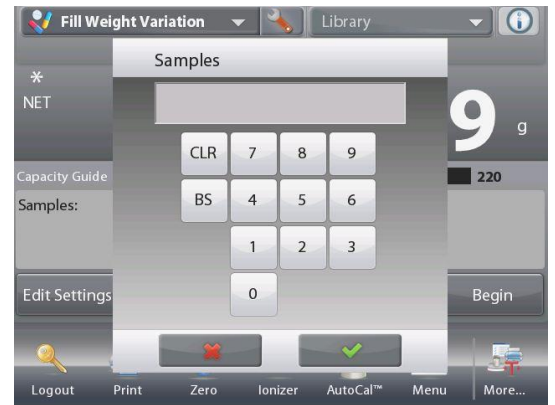 Fill Weight Variation
Library
Samples
*
NET
9
g
CLR 7 8 9
Capacity Guide
220
BS 4 5 6
Samples:
1 2 3
0
Edit Settings
Begin
Logout Print Zero Ionizer AutoCal™ Menu More...